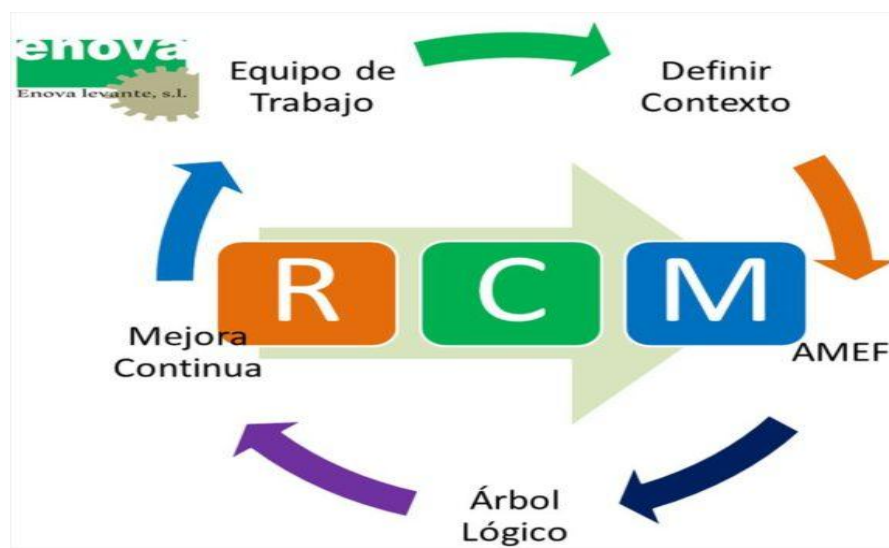 enova
Enova levante, s.l.
Equipo de
Trabajo
Definir
Contexto
R C M
Mejora
Continua
AMEF
Árbol
Lógico